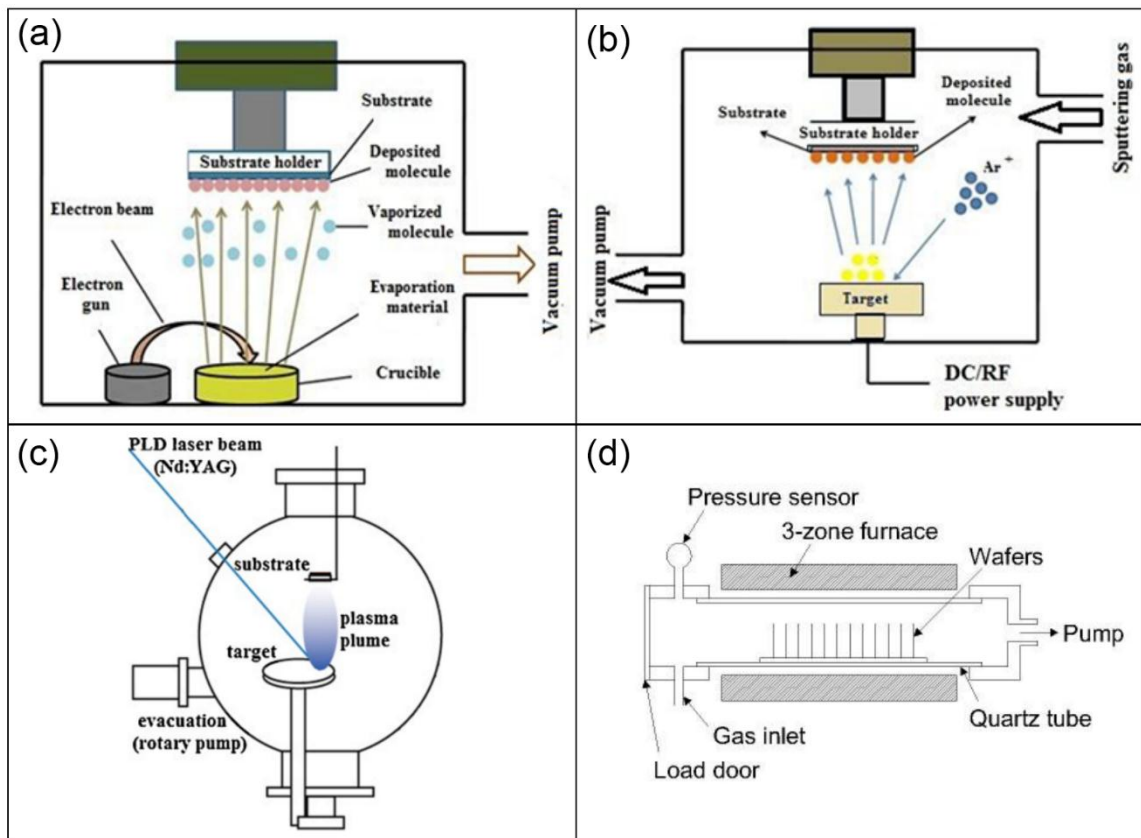 (a)
Substrate
Substrate holder
Deposited
molecule
Electron beam
Vaporized
molecule
Electron
gun
Evaporation
material
Crucible
Vacuum pump
(b)
Deposited
molecule
Substrate
Substrate holder
Sputtering gas
Ar +
Vacuum pump
Target
DC/RF
power supply
(c)
PLD laser beam
(Nd:YAG)
substrate
plasma
plume
target
evacuation
(rotary pump)
(d)
Pressure sensor
3-zone furnace
Wafers
Pump
Quartz tube
Gas inlet
Load door